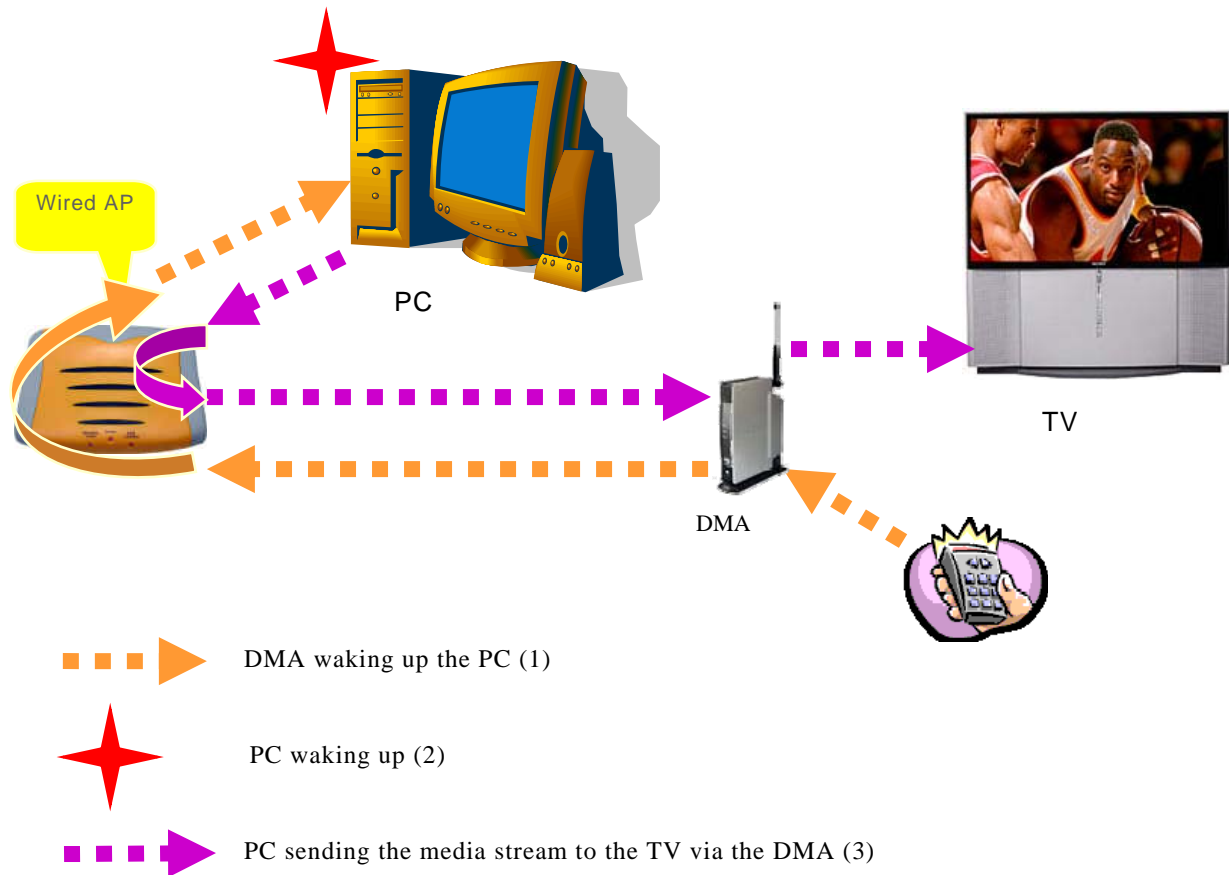 Wired AP
PC
TV
DMA
DMA waking up the PC (1)
PC waking up (2)
PC sending the media stream to the TV via the DMA (3)